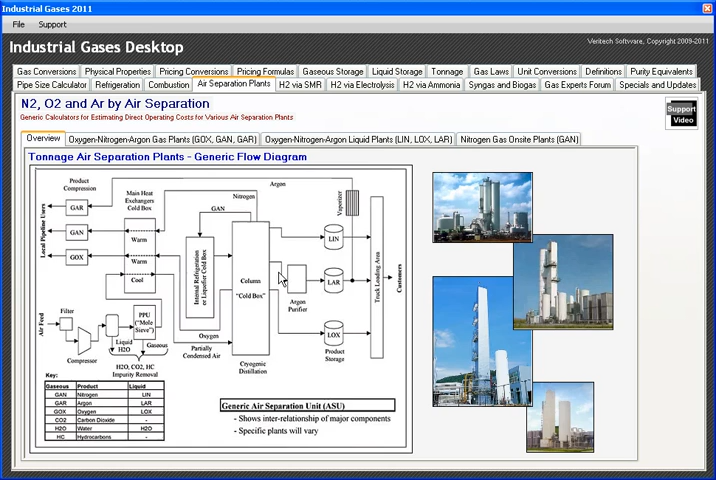 Industrial Gases 2011
File Support
Industrial Gases Desktop
Veritech Software, Copyright 2009-2011
Gas Conversions Physical Properties Pricing Conversions Pricing Formulas Gaseous Storage Liquid Storage Tonnage Gas Laws Unit Conversions Definitions Purity Equivalents
Pipe Size Calculator Refrigeration Combustion Air Separation Plants H2 via SMR H2 via Electrolysis H2 via Ammonia Syngas and Biogas Gas Experts Forum Specials and Updates
N2, O2 and Ar by Air Separation
Generic Calculators for Estimating Direct Operating Costs for Various Air Separation Plants
Support
Video
Overview Oxygen-Nitrogen-Argon Gas Plants (GOX, GAN, GAR) Oxygen-Nitrogen-Argon Liquid Plants (LIN, LOX, LAR) Nitrogen Gas Onsite Plants (GAN)
Tonnage Air Separation Plants - Generic Flow Diagram
Product
Compression
Main Heat
Exchangers
Cold Box
Argon
Nitrogen
GAN
Vaporizer
Local Pipeline Users
GAR
GAN
GOX
Warm
Warm
Cool
Internal Refrigeration
or Liquefier Cold Box
Column
"Cold Box"
Argon
Purifier
LIN
LAR
LOX
Product
Storage
Truck Loading Area
Customers
Air Feed
Filter
Compressor
PPU
("Mole
Sieve")
Liquid
H2O
Gaseous
H2O, CO2, HC
Impurity Removal
Oxygen
Partially
Condensed Air
Cryogenic
Distillation
Key:
Gaseous Product Liquid
GAN Nitrogen LIN
GAR Argon LAR
GOX Oxygen LOX
CO2 Carbon Dioxide -
H2O Water H2O
HC Hydrocarbons -
Generic Air Separation Unit (ASU)
- Shows inter-relationship of major components
- Specific plants will vary